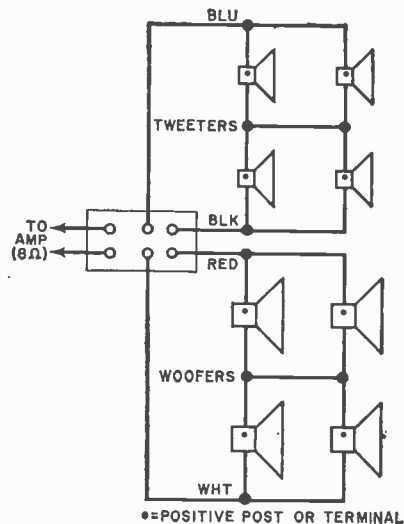 BLU
TWEETERS
BLK
TO
AMP
(8Ω)
RED
WOOFERS
WHT
•=POSITIVE POST OR TERMINAL